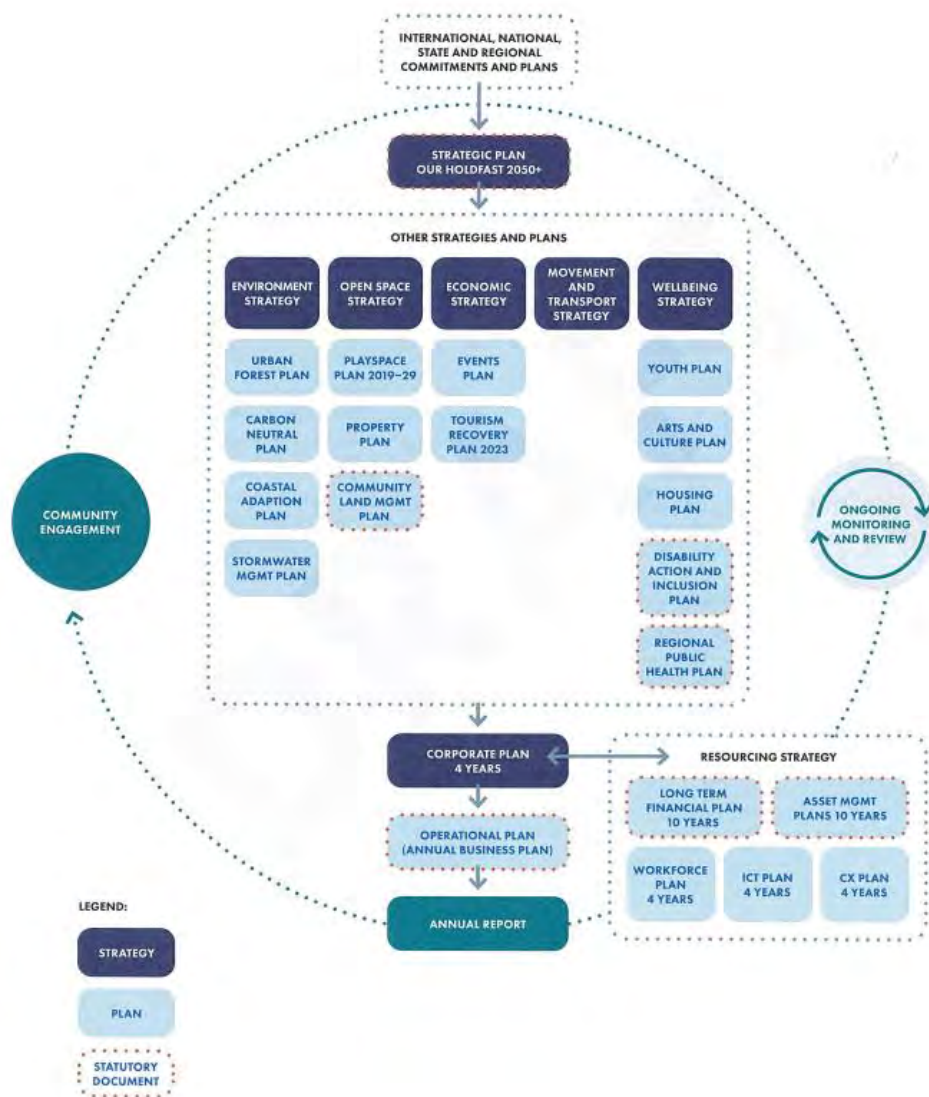 INTERNATIONAL, NATIONAL,
STATE AND REGIONAL
COMMITMENTS AND PLANS
STRATEGIC PLAN
OUR HOLDFAST 2050+
OTHER STRATEGIES AND PLANS
ENVIRONMENT
STRATEGY
OPEN SPACE
STRATEGY
ECONOMIC
STRATEGY
MOVEMENT
AND
TRANSPORT
STRATEGY
WELLBEING
STRATEGY
URBAN
FOREST PLAN
PLAYSPACE
PLAN 2019–29
EVENTS
PLAN
YOUTH PLAN
CARBON
NEUTRAL
PLAN
PROPERTY
PLAN
TOURISM
RECOVERY
PLAN 2023
ARTS AND
CULTURE PLAN
COASTAL
ADAPTION
PLAN
COMMUNITY
LAND MGMT
PLAN
HOUSING
PLAN
STORMWATER
MGMT PLAN
DISABILITY
ACTION AND
INCLUSION
PLAN
REGIONAL
PUBLIC
HEALTH PLAN
COMMUNITY
ENGAGEMENT
ONGOING
MONITORING
AND REVIEW
CORPORATE PLAN
4 YEARS
RESOURCING STRATEGY
LONG TERM
FINANCIAL PLAN
10 YEARS
ASSET MGMT
PLANS 10 YEARS
OPERATIONAL PLAN
(ANNUAL BUSINESS PLAN)
WORKFORCE
PLAN
4 YEARS
ICT PLAN
4 YEARS
CX PLAN
4 YEARS
ANNUAL REPORT
LEGEND:
STRATEGY
PLAN
STATUTORY
DOCUMENT